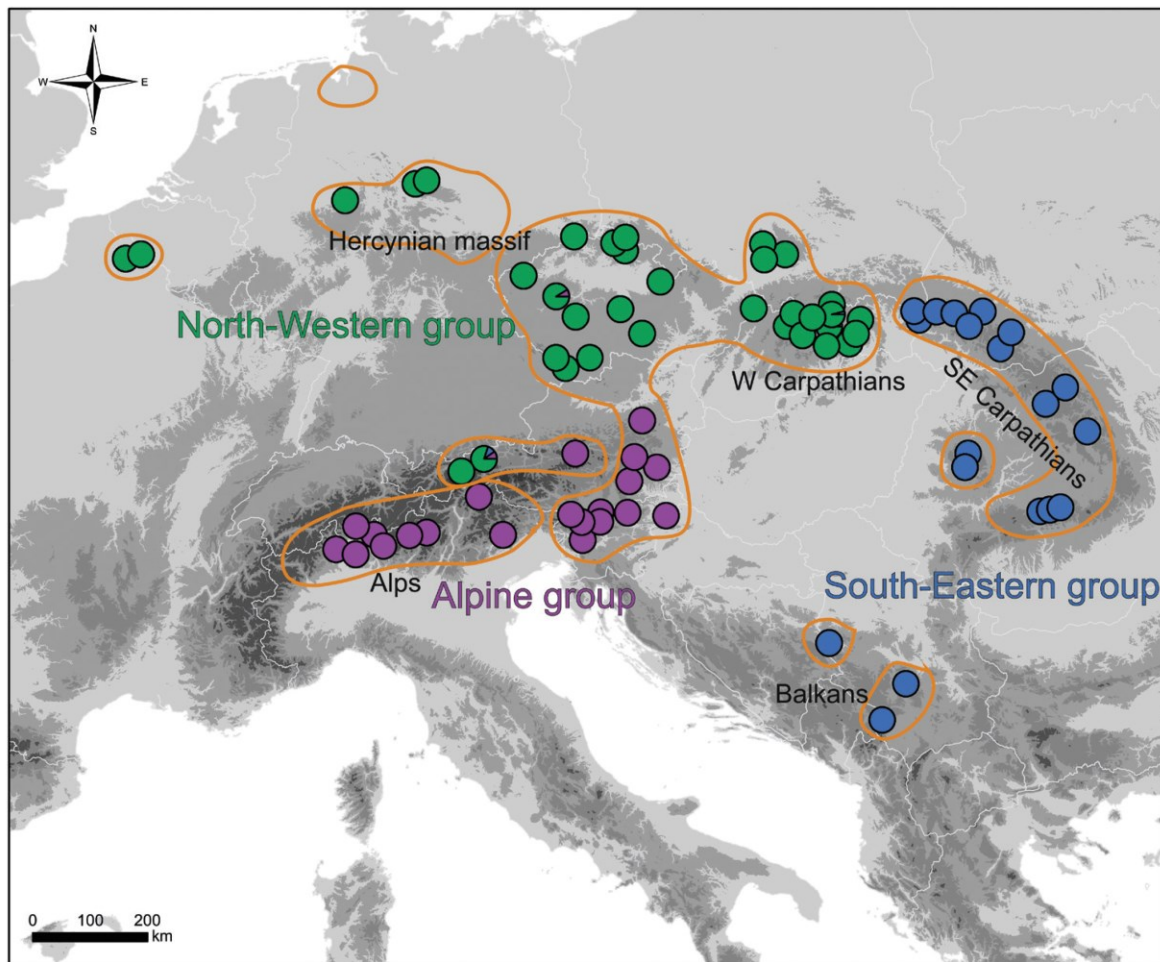 N
W E
S
Hercynian massif
North-Western group
W Carpathians
SE Carpathians
Alps
Alpine group
South-Eastern group
Balkans
0 100 200
km